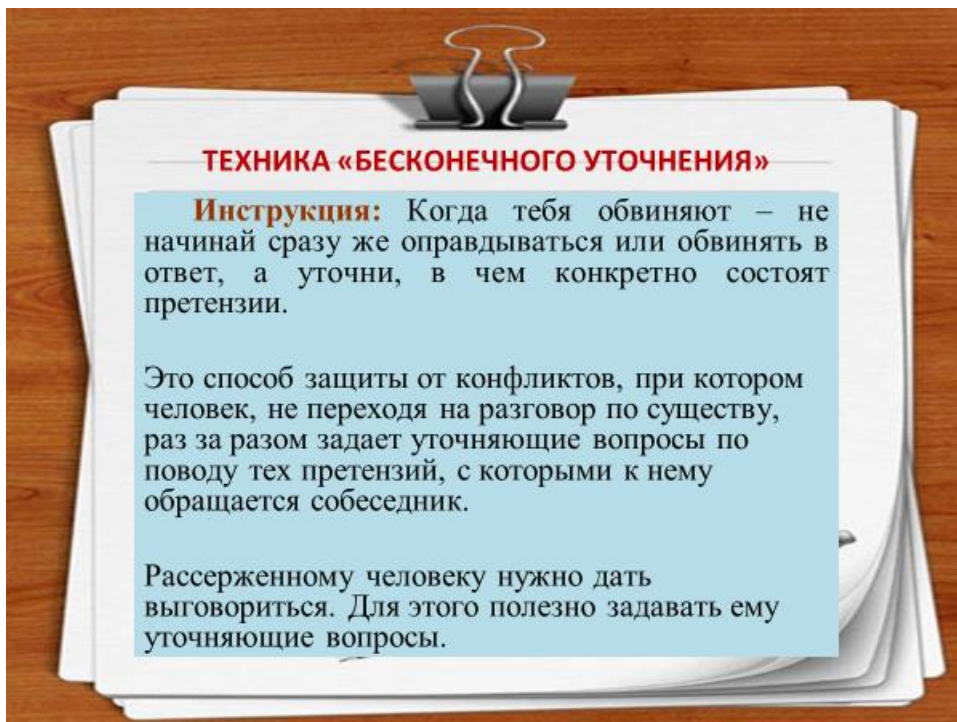 ТЕХНИКА «БЕСКОНЕЧНОГО УТОЧНЕНИЯ»
Инструкция: Когда тебя обвиняют – не
начинай сразу же оправдываться или обвинять в
ответ, а уточни, в чем конкретно состоят
претензии.
Это способ защиты от конфликтов, при котором
человек, не переходя на разговор по существу,
раз за разом задает уточняющие вопросы по
поводу тех претензий, с которыми к нему
обращается собеседник.
Рассерженному человеку нужно дать
выговориться. Для этого полезно задавать ему
уточняющие вопросы.